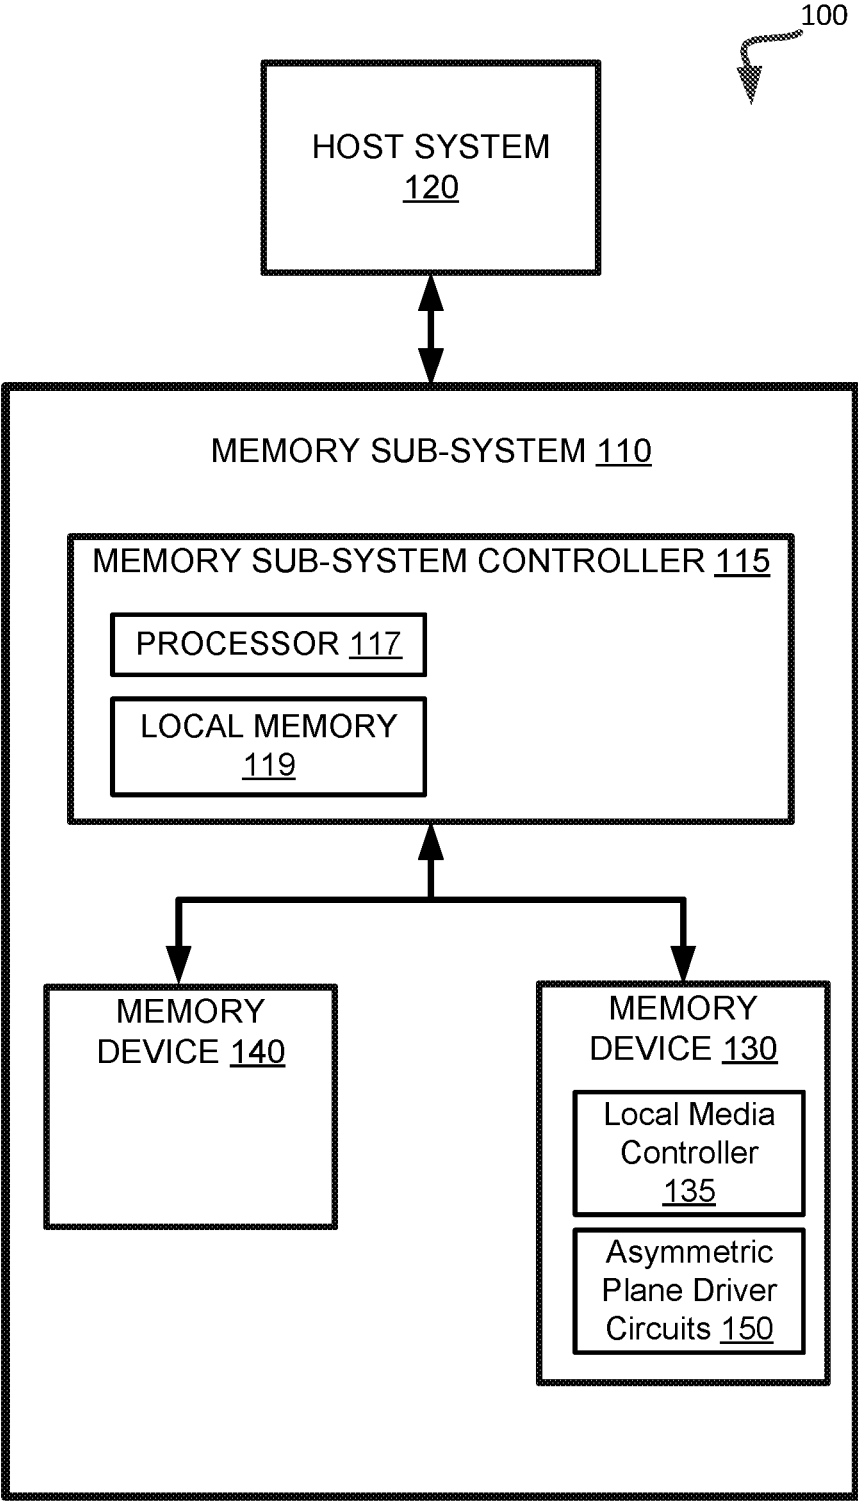 100
HOST SYSTEM
120
MEMORY SUB-SYSTEM 110
MEMORY SUB-SYSTEM CONTROLLER 115
PROCESSOR 117
LOCAL MEMORY
119
MEMORY
DEVICE 140
MEMORY
DEVICE 130
Local Media
Controller
135
Asymmetric
Plane Driver
Circuits 150